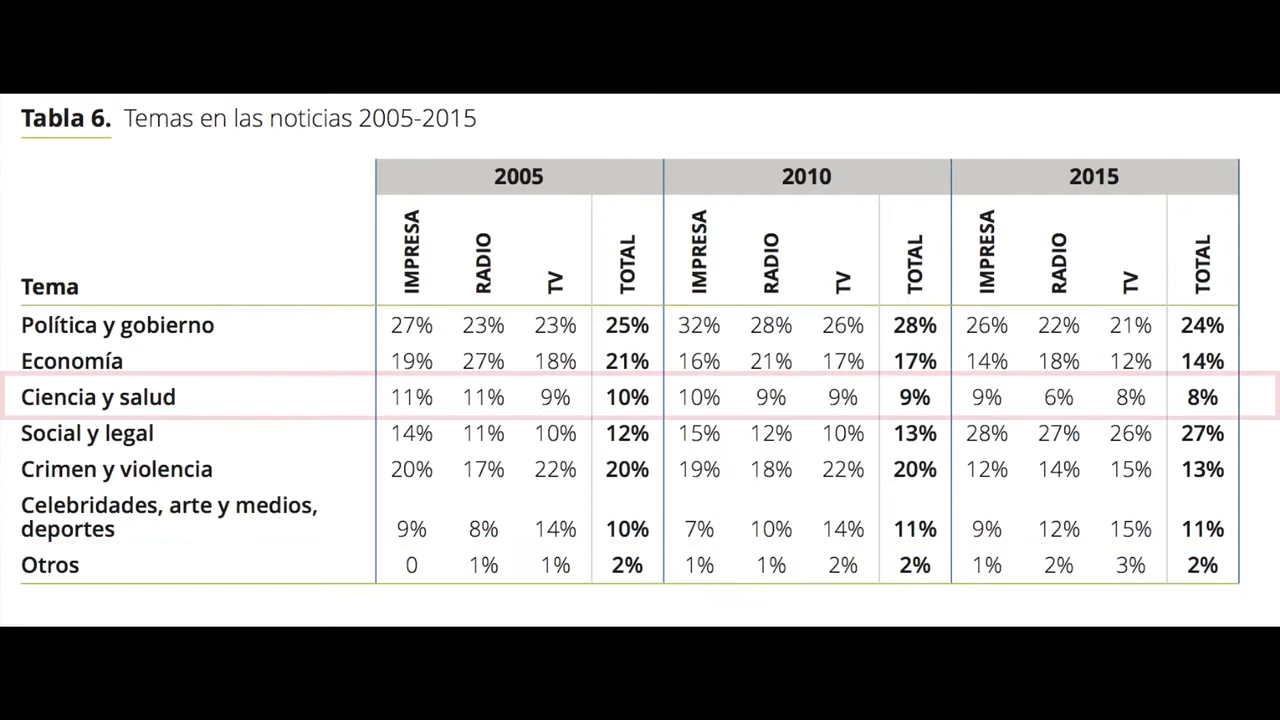 Tabla 6. Temas en las noticias 2005-2015
2005 2010 2015
Tema IMPRESA RADIO TV TOTAL IMPRESA RADIO TV TOTAL IMPRESA RADIO TV TOTAL
Política y gobierno 27% 23% 23% 25% 32% 28% 26% 28% 26% 22% 21% 24%
Economía 19% 27% 18% 21% 16% 21% 17% 17% 14% 18% 12% 14%
Ciencia y salud 11% 11% 9% 10% 10% 9% 9% 9% 9% 6% 8% 8%
Social y legal 14% 11% 10% 12% 15% 12% 10% 13% 28% 27% 26% 27%
Crimen y violencia 20% 17% 22% 20% 19% 18% 22% 20% 12% 14% 15% 13%
Celebridades, arte y medios,
deportes 9% 8% 14% 10% 7% 10% 14% 11% 9% 12% 15% 11%
Otros 0 1% 1% 2% 1% 1% 2% 2% 1% 2% 3% 2%